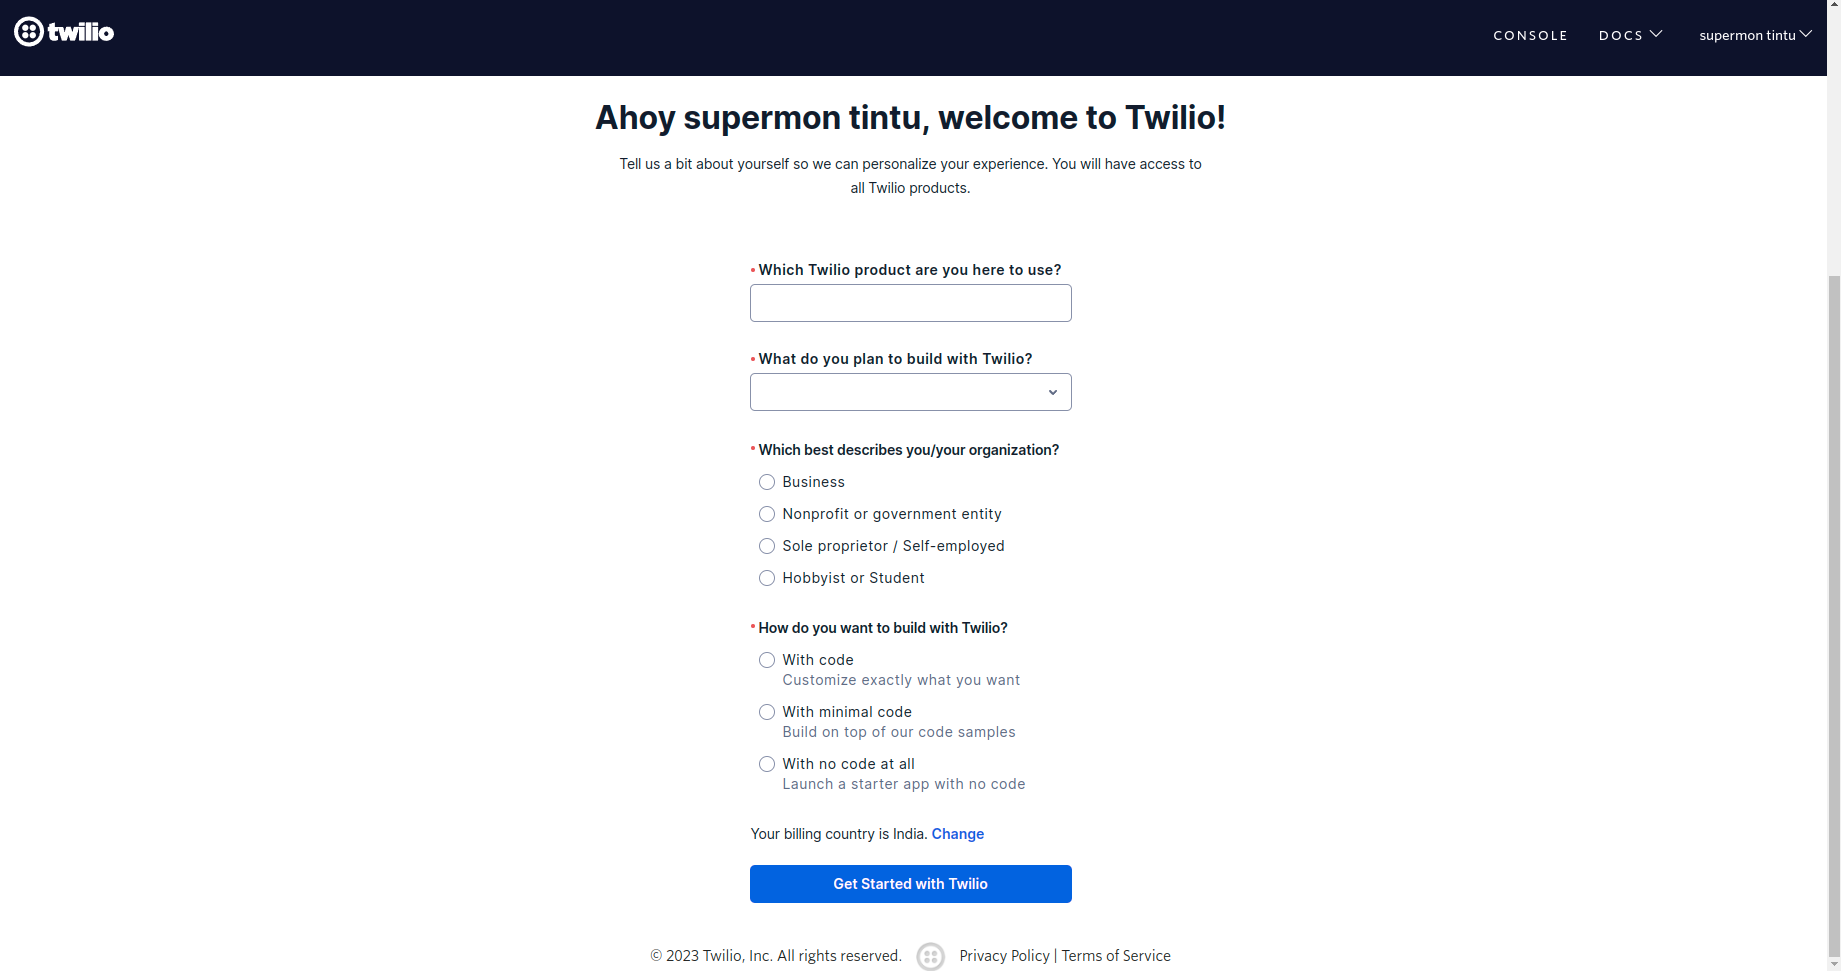 twilio
CONSOLE DOCS supermon tintu
Ahoy supermon tintu, welcome to Twilio!
Tell us a bit about yourself so we can personalize your experience. You will have access to
all Twilio products.
Which Twilio product are you here to use?
What do you plan to build with Twilio?
Which best describes you/your organization?
Business
Nonprofit or government entity
Sole proprietor / Self-employed
Hobbyist or Student
How do you want to build with Twilio?
With code
Customize exactly what you want
With minimal code
Build on top of our code samples
With no code at all
Launch a starter app with no code
Your billing country is India. Change
Get Started with Twilio
© 2023 Twilio, Inc. All rights reserved. Privacy Policy | Terms of Service